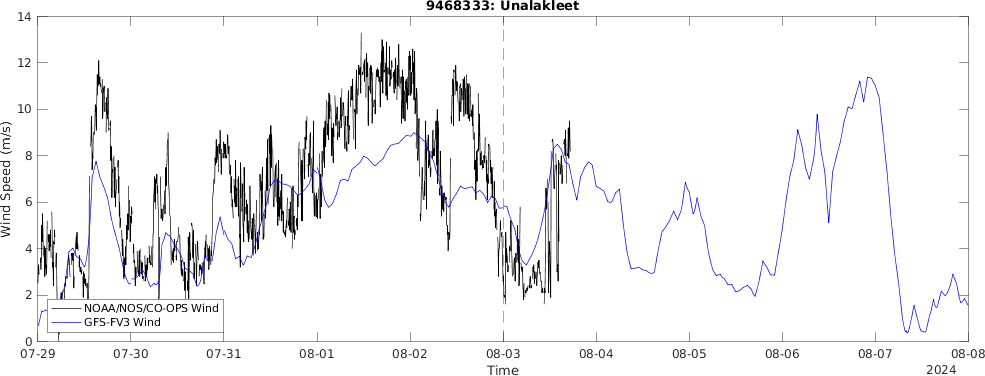 9468333: Unalakleet
14
12
10
8
6
4
2
0
Wind Speed (m/s)
NOAA/NOS/CO-OPS Wind
GFS-FV3 Wind
07-29 07-30 07-31 08-01 08-02 08-03 08-04 08-05 08-06 08-07 08-08
Time
2024